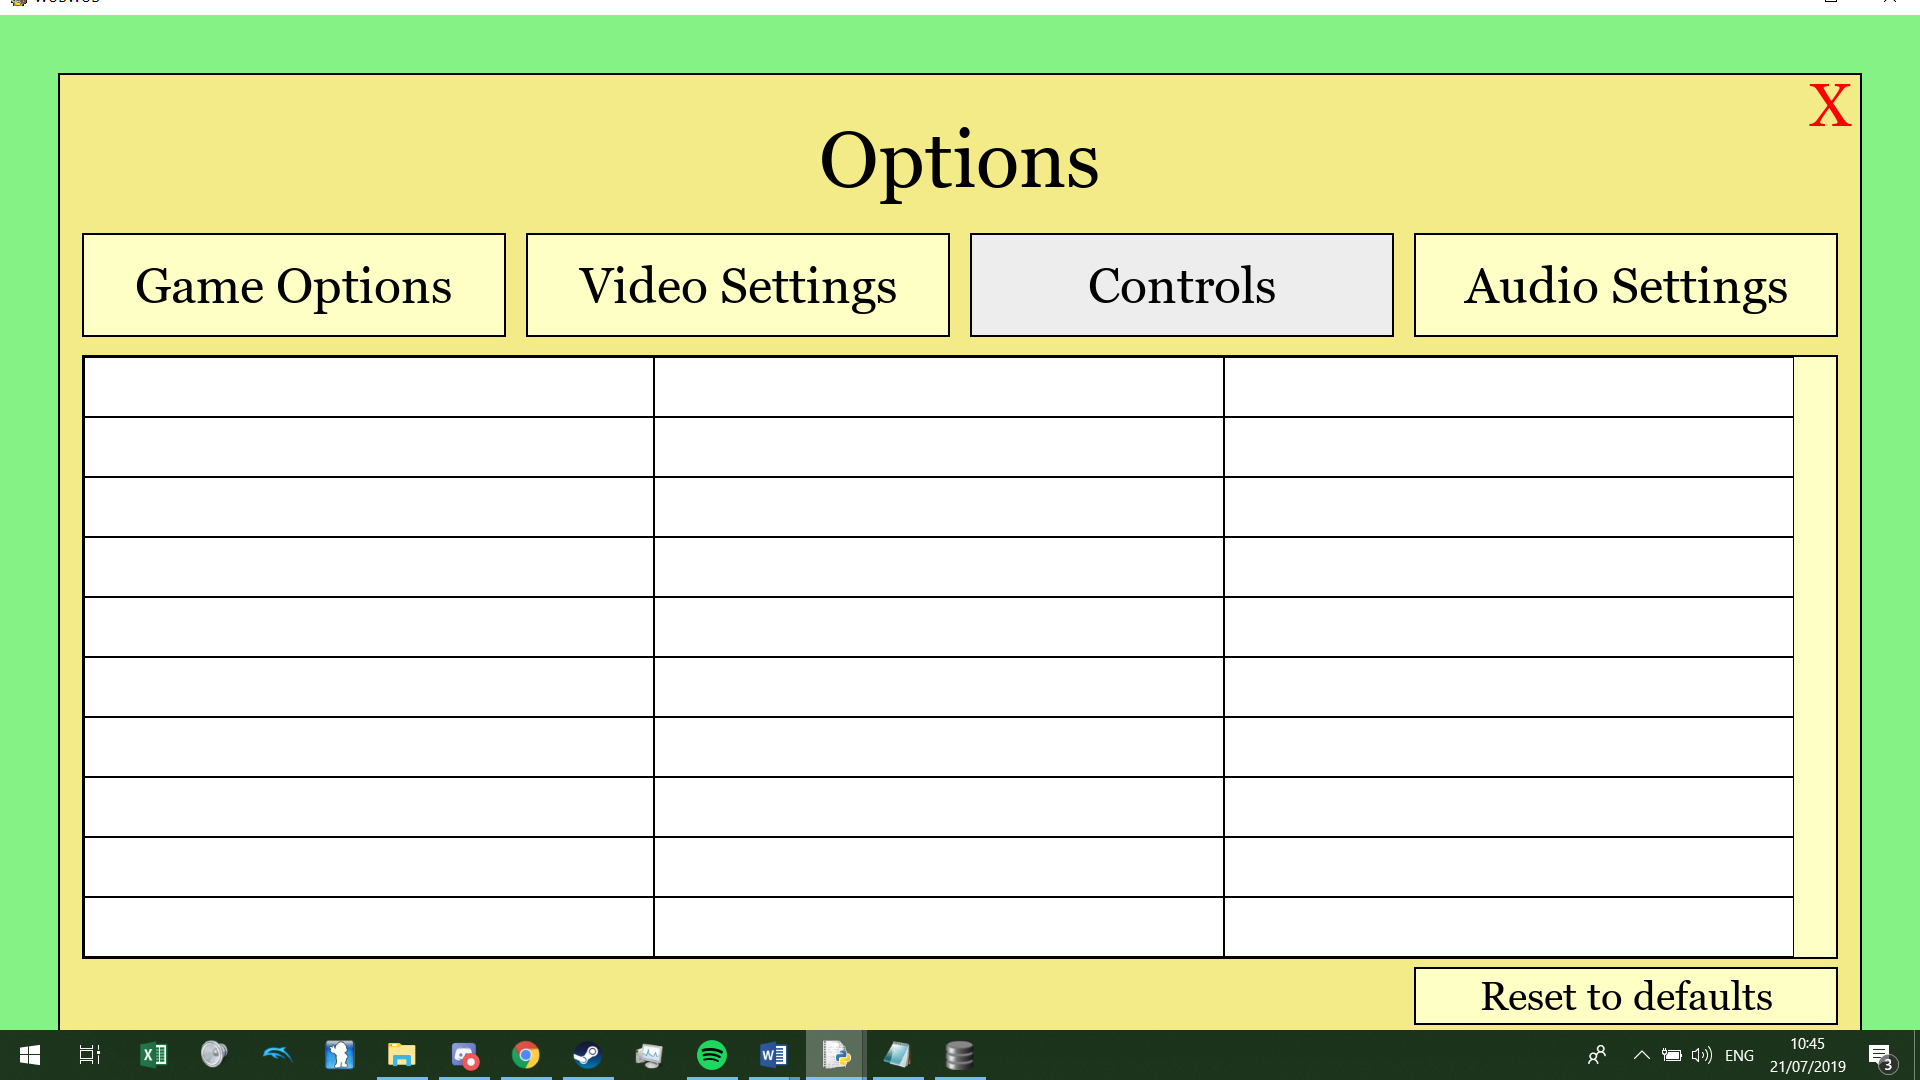 X
Options
Game Options
Video Settings
Controls
Audio Settings
Reset to defaults
ENG
10:45
21/07/2019
3